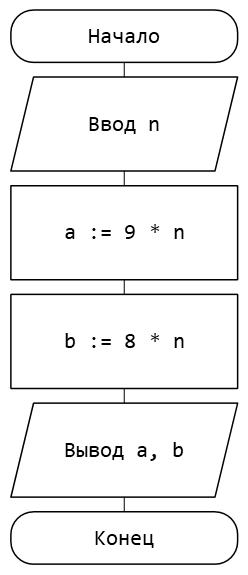 Начало
Ввод n
a := 9 * n
b := 8 * n
Вывод a, b
Конец